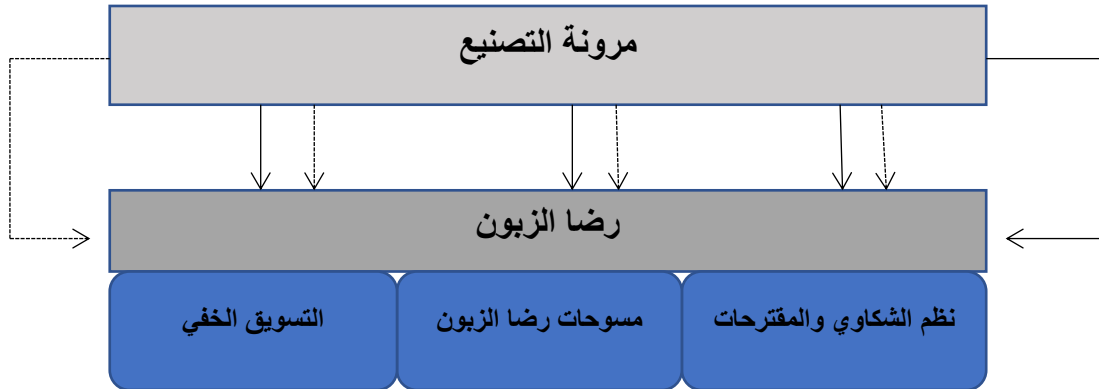 مرونة التصنيع
رضا الزبون
نظم الشكاوي والمقترحات
مسوحات رضا الزبون
التسويق الخفي